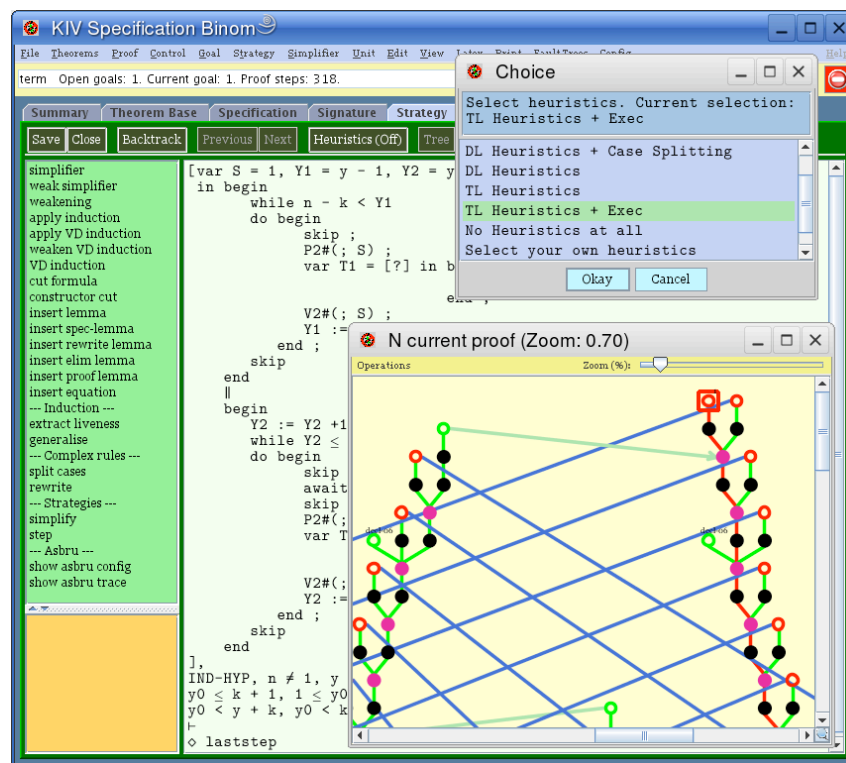 KIV Specification Binom
File Theorems Proof Control Goal Strategy Simplifier Unit Edit View Latex Print FaultTrees Config Help
term Open goals: 1. Current goal: 1. Proof steps: 318.
Summary Theorem Base Specification Signature Strategy
Save Close Backtrack Previous Next Heuristics (Off) Tree
simplifier
weak simplifier
weakening
apply induction
apply VD induction
weaken VD induction
VD induction
cut formula
constructor cut
insert lemma
insert spec-lemma
insert rewrite lemma
insert elim lemma
insert proof lemma
insert equation
--- Induction ---
extract liveness
generalise
--- Complex rules ---
split cases
rewrite
--- Strategies ---
simplify
step
--- Asbru ---
show asbru config
show asbru trace
[var S = 1, Y1 = y - 1, Y2 = y
in begin
while n - k < Y1
do begin
skip ;
P2#(; S) ;
var T1 = [?] in b
end ;
V2#(; S) ;
Y1 :=
end ;
skip
end
‖
begin
Y2 := Y2 +1
while Y2 ≤
do begin
skip
await
skip
P2#(;
var T
V2#(;
Y2 :=
end ;
skip
end
],
IND-HYP, n ≠ 1, y
y0 ≤ k + 1, 1 ≤ y0
y0 < y + k, y0 < k
⊢
◇ laststep
Choice
Select heuristics. Current selection:
TL Heuristics + Exec
DL Heuristics + Case Splitting
DL Heuristics
TL Heuristics
TL Heuristics + Exec
No Heuristics at all
Select your own heuristics
Okay Cancel
N current proof (Zoom: 0.70)
Operations Zoom (%):